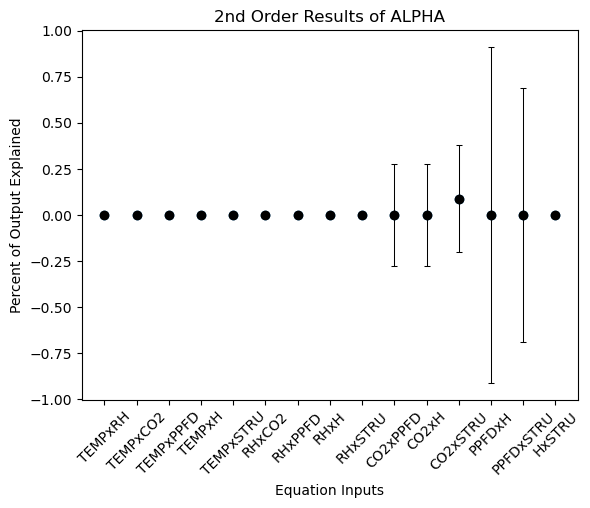 2nd Order Results of ALPHA
Percent of Output Explained
1.00
0.75
0.50
0.25
0.00
−0.25
−0.50
−0.75
−1.00
TEMPxRH
TEMPxCO2
TEMPxPPFD
TEMPxH
TEMPxSTRU
RHxCO2
RHxPPFD
RHxH
RHxSTRU
CO2xPPFD
CO2xH
CO2xSTRU
PPFDxH
PPFDxSTRU
HxSTRU
Equation Inputs